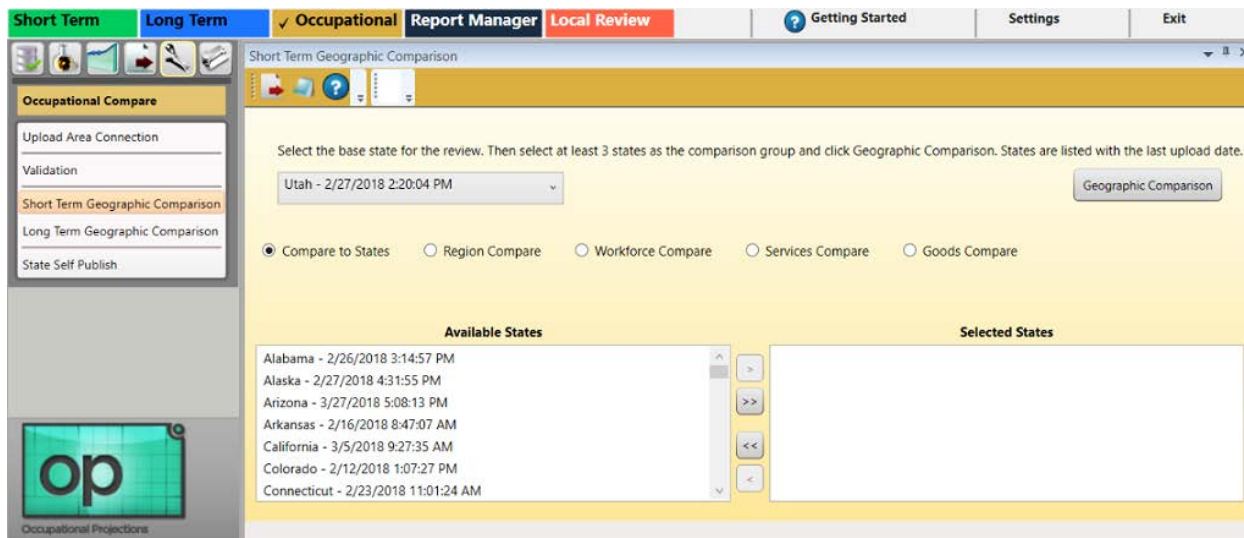 Short Term
Long Term
✓ Occupational
Report Manager
Local Review
Getting Started
Settings
Exit
Short Term Geographic Comparison
Occupational Compare
Upload Area Connection
Validation
Short Term Geographic Comparison
Long Term Geographic Comparison
State Self Publish
Select the base state for the review. Then select at least 3 states as the comparison group and click Geographic Comparison. States are listed with the last upload date.
Utah - 2/27/2018 2:20:04 PM
Geographic Comparison
Compare to States
Region Compare
Workforce Compare
Services Compare
Goods Compare
Available States
Selected States
Alabama - 2/26/2018 3:14:57 PM
Alaska - 2/27/2018 4:31:55 PM
Arizona - 3/27/2018 5:08:13 PM
Arkansas - 2/16/2018 8:47:07 AM
California - 3/5/2018 9:27:35 AM
Colorado - 2/12/2018 1:07:27 PM
Connecticut - 2/23/2018 11:01:24 AM
>
>>
<<
<
op
Occupational Projections